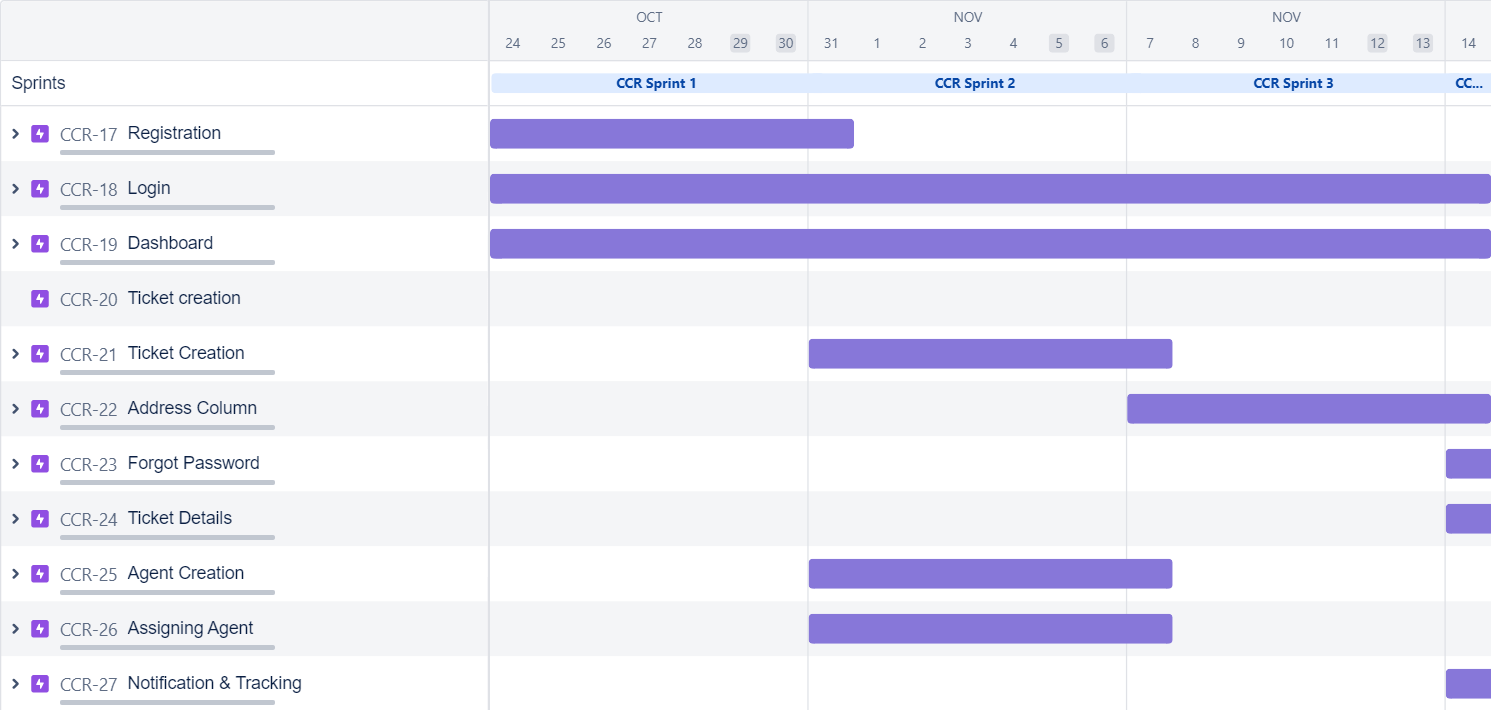 OCT NOV NOV
24 25 26 27 28 29 30 31 1 2 3 4 5 6 7 8 9 10 11 12 13 14
Sprints CCR Sprint 1 CCR Sprint 2 CCR Sprint 3 CC...
CCR-17 Registration
CCR-18 Login
CCR-19 Dashboard
CCR-20 Ticket creation
CCR-21 Ticket Creation
CCR-22 Address Column
CCR-23 Forgot Password
CCR-24 Ticket Details
CCR-25 Agent Creation
CCR-26 Assigning Agent
CCR-27 Notification & Tracking